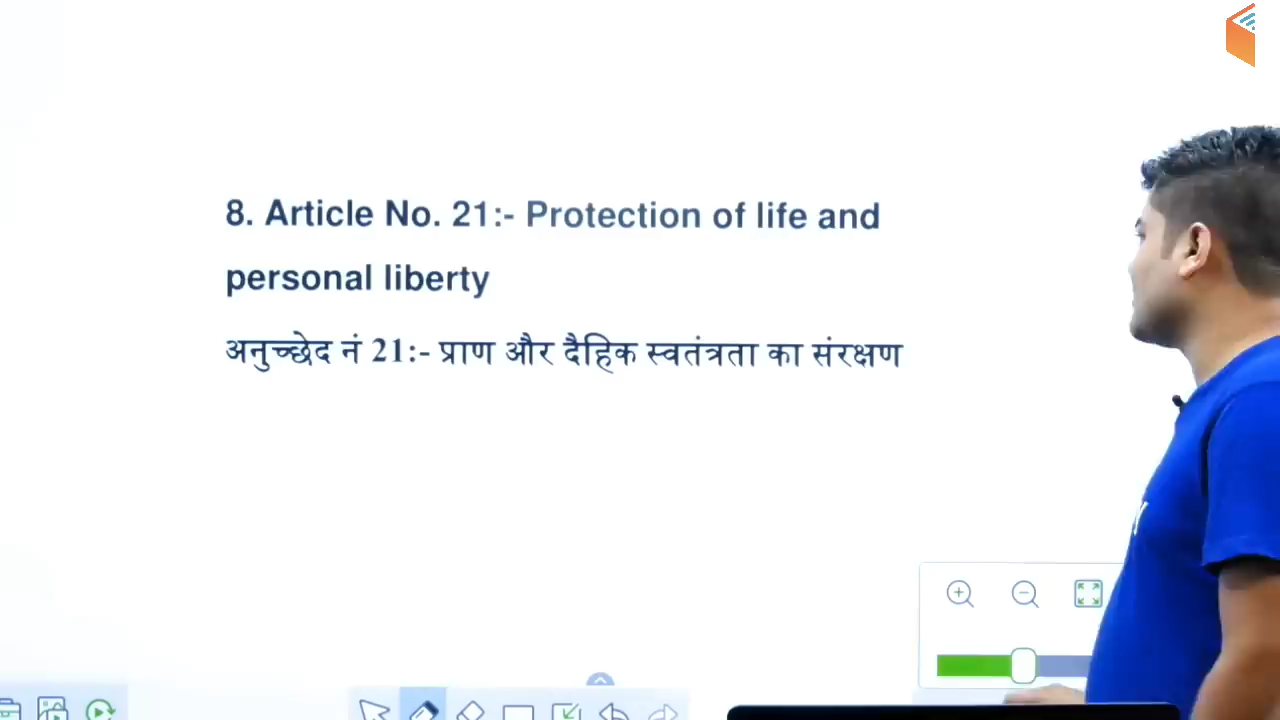 8. Article No. 21:- Protection of life and
personal liberty
अनुच्छेद नं 21:- प्राण और दैहिक स्वतंत्रता का संरक्षण